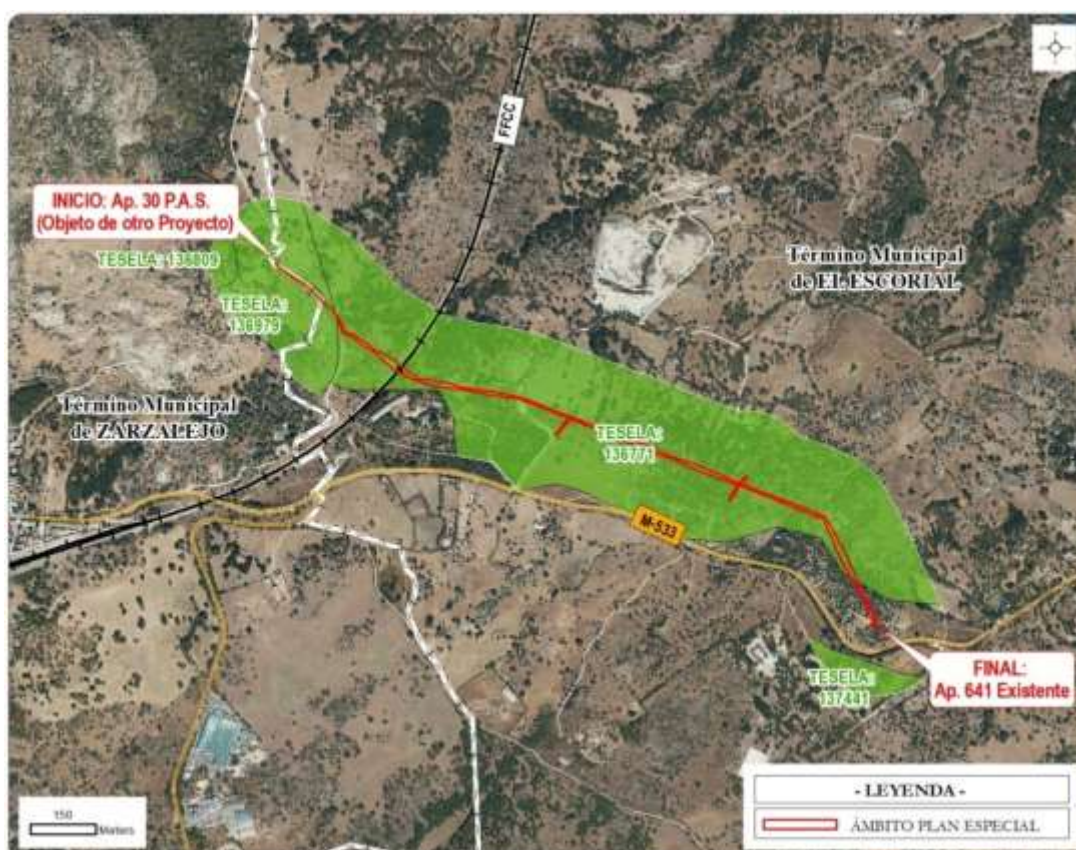 FFCC
INICIO: Ap. 30 P.A.S.
(Objeto de otro Proyecto)
TESELA: 136809
Término Municipal
de EL ESCORIAL
TESELA:
136979
Término Municipal
de ZARZALEJO
TESELA:
136771
M-533
FINAL:
Ap. 641 Existente
TESELA:
137441
- LEYENDA -
ÁMBITO PLAN ESPECIAL
150
Meters